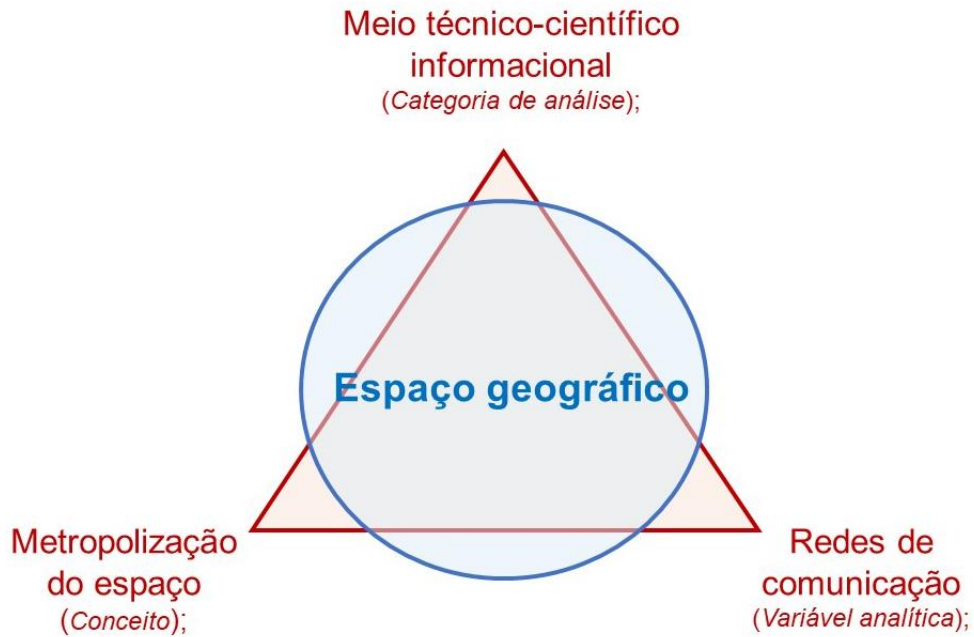 Meio técnico-científico
informacional
(Categoria de análise);
Espaço geográfico
Metropolização
do espaço
(Conceito);
Redes de
comunicação
(Variável analítica);